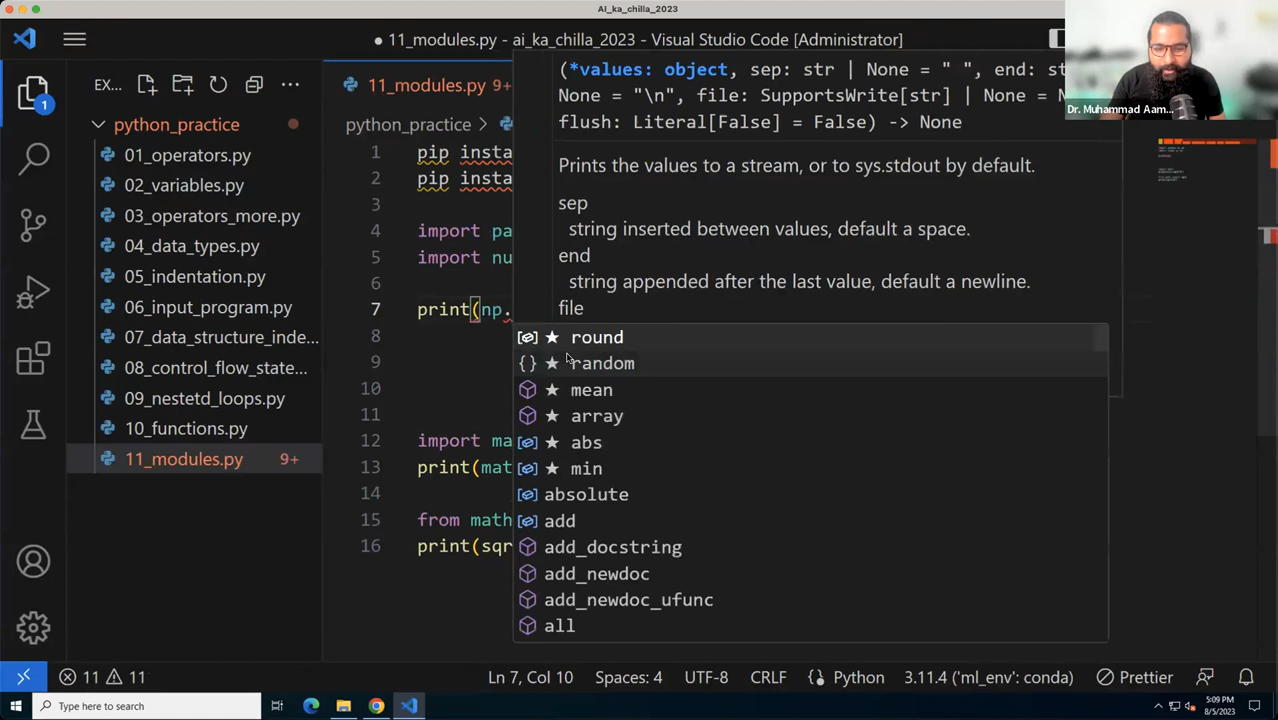 AI_ka_chilla_2023
11_modules.py - ai_ka_chilla_2023 - Visual Studio Code [Administrator]
Dr. Muhammad Aam...
EX...
python_practice
01_operators.py
02_variables.py
03_operators_more.py
04_data_types.py
05_indentation.py
06_input_program.py
07_data_structure_inde...
08_control_flow_state...
09_nestetd_loops.py
10_functions.py
11_modules.py 9+
1
11_modules.py 9+
python_practice
1 pip insta
2 pip insta
3
4 import pa
5 import nu
6
7 print(np.
8
9
10
11
12 import ma
13 print(mat
14
15 from math
16 print(sqr
(*values: object, sep: str | None = " ", end: st
None = "\n", file: SupportsWrite[str] | None = N
flush: Literal[False] = False) -> None
Prints the values to a stream, or to sys.stdout by default.
sep
string inserted between values, default a space.
end
string appended after the last value, default a newline.
file
round
random
mean
array
abs
min
absolute
add
add_docstring
add_newdoc
add_newdoc_ufunc
all
11 11 Ln 7, Col 10 Spaces: 4 UTF-8 CRLF Python 3.11.4 ('ml_env': conda) Prettier
Type here to search
5:09 PM
8/5/2023